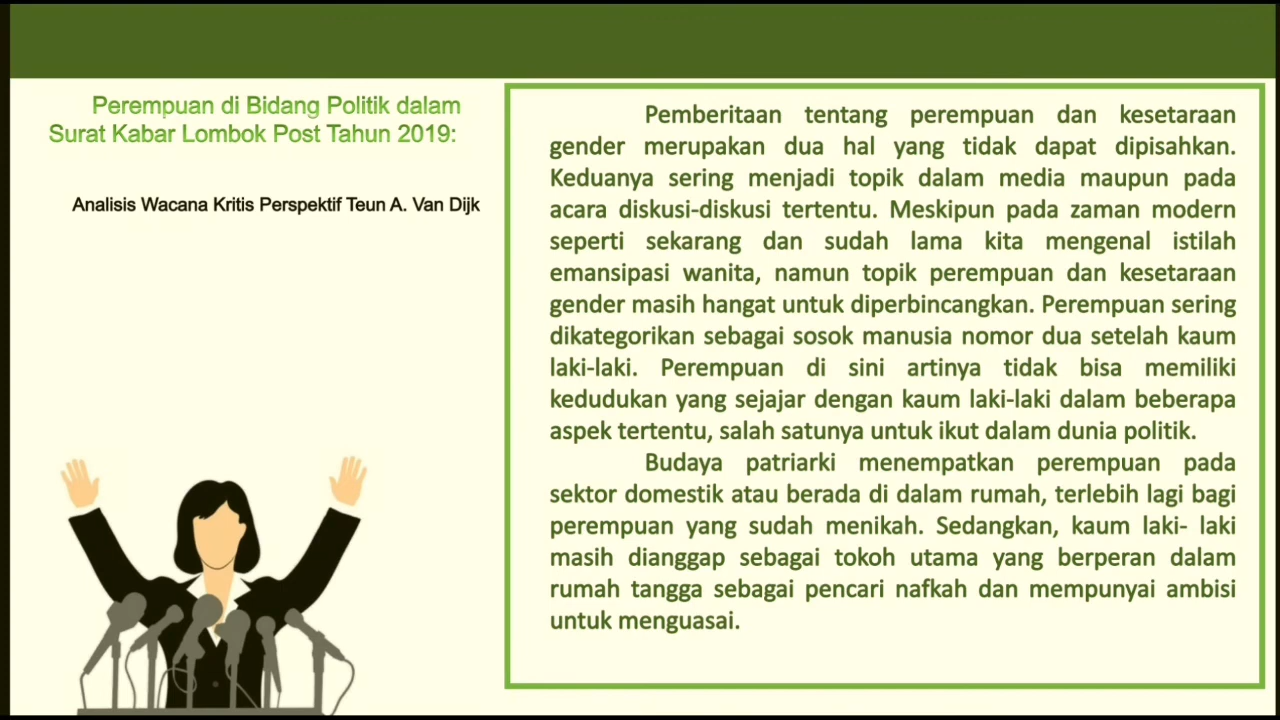 Perempuan di Bidang Politik dalam
Surat Kabar Lombok Post Tahun 2019:
Analisis Wacana Kritis Perspektif Teun A. Van Dijk
Pemberitaan tentang perempuan dan kesetaraan
gender merupakan dua hal yang tidak dapat dipisahkan.
Keduanya sering menjadi topik dalam media maupun pada
acara diskusi-diskusi tertentu. Meskipun pada zaman modern
seperti sekarang dan sudah lama kita mengenal istilah
emansipasi wanita, namun topik perempuan dan kesetaraan
gender masih hangat untuk diperbincangkan. Perempuan sering
dikategorikan sebagai sosok manusia nomor dua setelah kaum
laki-laki. Perempuan di sini artinya tidak bisa memiliki
kedudukan yang sejajar dengan kaum laki-laki dalam beberapa
aspek tertentu, salah satunya untuk ikut dalam dunia politik.
Budaya patriarki menempatkan perempuan pada
sektor domestik atau berada di dalam rumah, terlebih lagi bagi
perempuan yang sudah menikah. Sedangkan, kaum laki- laki
masih dianggap sebagai tokoh utama yang berperan dalam
rumah tangga sebagai pencari nafkah dan mempunyai ambisi
untuk menguasai.